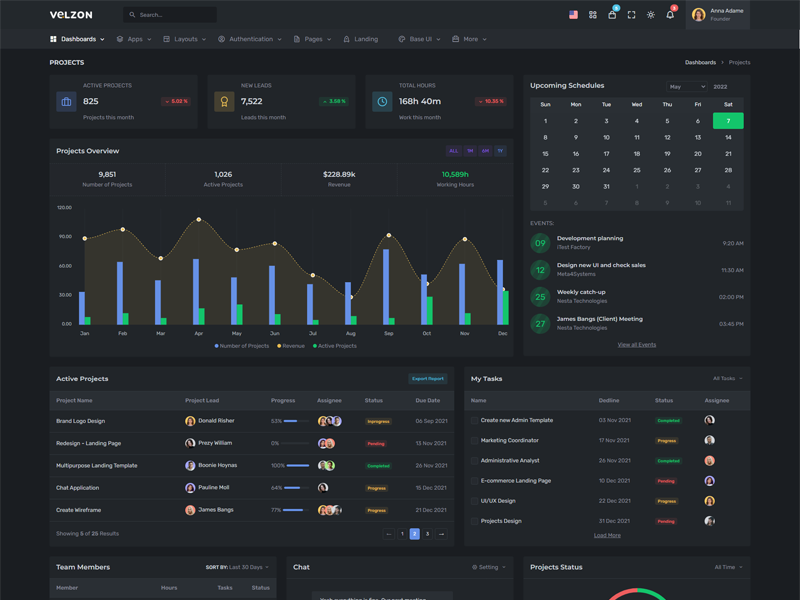 VELZON
Search...
5
3
Anna Adame
Founder
Dashboards
Apps
Layouts
Authentication
Pages
Landing
Base UI
More
PROJECTS
Dashboards > Projects
ACTIVE PROJECTS
825
5.02 %
Projects this month
NEW LEADS
7,522
3.58 %
Leads this month
TOTAL HOURS
168h 40m
10.35 %
Work this month
Projects Overview
ALL 1M 6M 1Y
9,851
Number of Projects
1,026
Active Projects
$228.89k
Revenue
10,589h
Working Hours
120.00
90.00
60.00
30.00
0.00
Jan Feb Mar Apr May Jun Jul Aug Sep Oct Nov Dec
Number of Projects Revenue Active Projects
Upcoming Schedules
May 2022
Sun Mon Tue Wed Thu Fri Sat
1 2 3 4 5 6 7
8 9 10 11 12 13 14
15 16 17 18 19 20 21
22 23 24 25 26 27 28
29 30 31 1 2 3 4
5 6 7 8 9 10 11
EVENTS:
09
Development planning
iTest Factory
9:20 AM
12
Design new UI and check sales
Meta4Systems
11:30 AM
25
Weekly catch-up
Nesta Technologies
02:00 PM
27
James Bangs (Client) Meeting
Nesta Technologies
03:45 PM
View all Events
Active Projects
Export Report
Project Name Project Lead Progress Assignee Status Due Date
Brand Logo Design Donald Risher 53% Inprogress 06 Sep 2021
Redesign - Landing Page Prezy William 0% Pending 13 Nov 2021
Multipourpose Landing Template Boonie Hoynas 100% Completed 26 Nov 2021
Chat Application Pauline Moll 64% Progress 15 Dec 2021
Create Wireframe James Bangs 77% Progress 21 Dec 2021
Showing 5 of 25 Results
← 1 2 3 →
My Tasks
All Tasks
Name Dedline Status Assignee
Create new Admin Template 03 Nov 2021 Completed
Marketing Coordinator 17 Nov 2021 Progress
Administrative Analyst 26 Nov 2021 Completed
E-commerce Landing Page 10 Dec 2021 Pending
UI/UX Design 22 Dec 2021 Progress
Projects Design 31 Dec 2021 Pending
Load More
Team Members
SORT BY: Last 30 Days
Member Hours Tasks Status
Chat
Setting
Projects Status
All Time